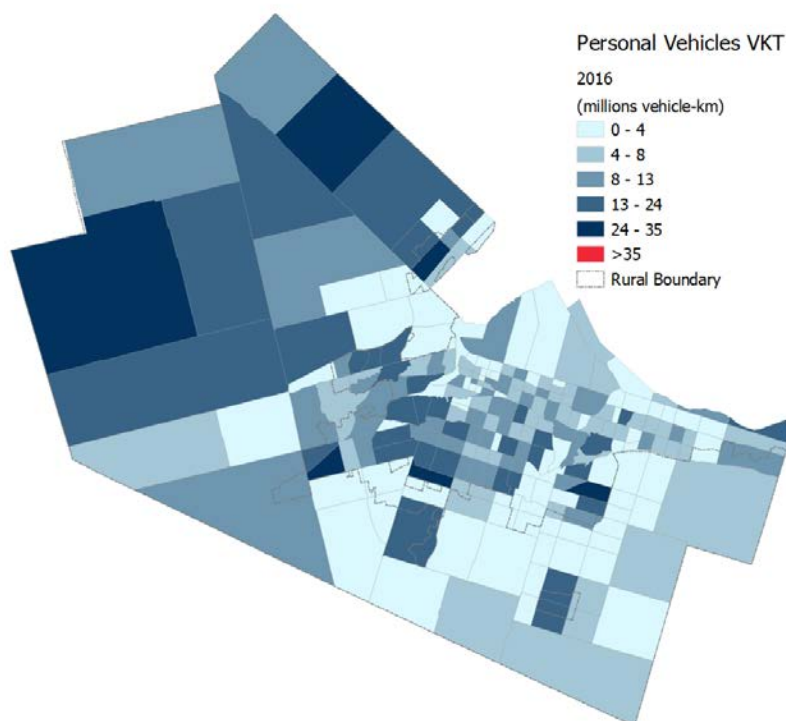 Personal Vehicles VKT
2016
(millions vehicle-km)
0 - 4
4 - 8
8 - 13
13 - 24
24 - 35
>35
Rural Boundary